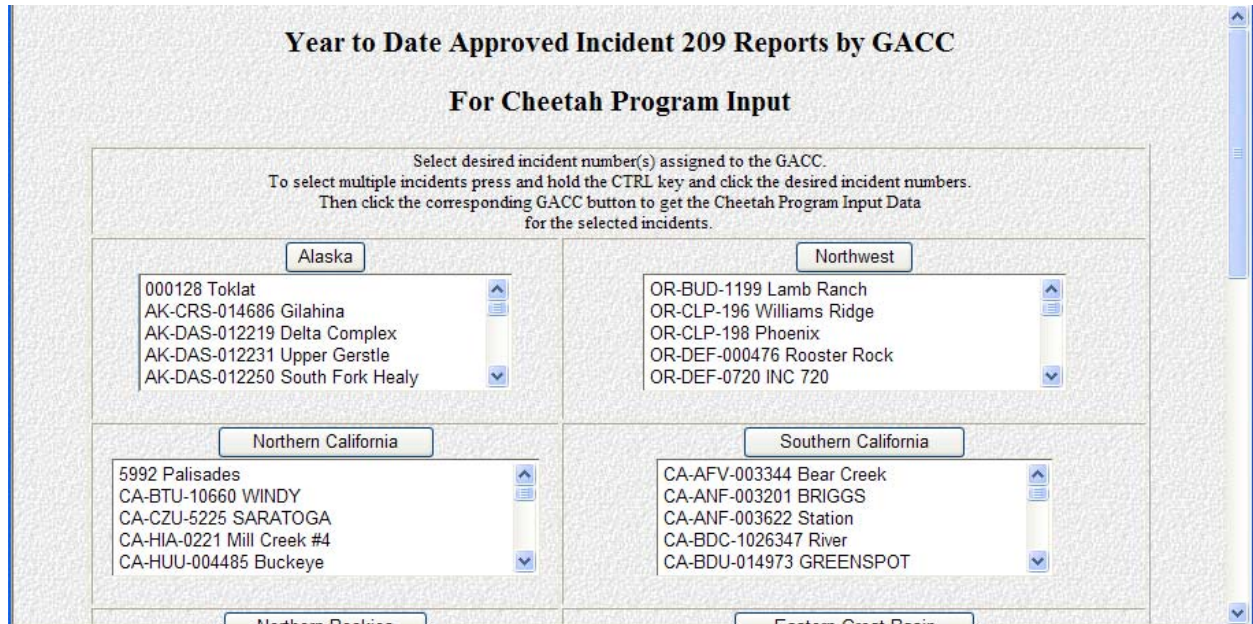 Year to Date Approved Incident 209 Reports by GACC
For Cheetah Program Input
Select desired incident number(s) assigned to the GACC.
To select multiple incidents press and hold the CTRL key and click the desired incident numbers.
Then click the corresponding GACC button to get the Cheetah Program Input Data
for the selected incidents.
Alaska
000128 Toklat
AK-CRS-014686 Gilahina
AK-DAS-012219 Delta Complex
AK-DAS-012231 Upper Gerstle
AK-DAS-012250 South Fork Healy
Northwest
OR-BUD-1199 Lamb Ranch
OR-CLP-196 Williams Ridge
OR-CLP-198 Phoenix
OR-DEF-000476 Rooster Rock
OR-DEF-0720 INC 720
Northern California
5992 Palisades
CA-BTU-10660 WINDY
CA-CZU-5225 SARATOGA
CA-HIA-0221 Mill Creek #4
CA-HUU-004485 Buckeye
Southern California
CA-AFV-003344 Bear Creek
CA-ANF-003201 BRIGGS
CA-ANF-003622 Station
CA-BDC-1026347 River
CA-BDU-014973 GREENSPOT
Northern Rockies
Eastern Great Basin